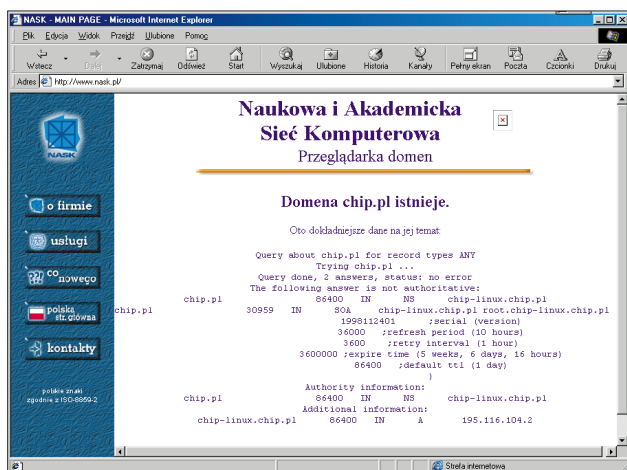 NASK - MAIN PAGE - Microsoft Internet Explorer
Plik Edycja Widok Przejdź Ulubione Pomoc
Wstecz Dalej Zatrzymaj Odśwież Start Wyszukaj Ulubione Historia Kanały Pełny ekran Poczta Czcionki Drukuj
Adres http://www.nask.pl/
NASK
o firmie
usługi
co nowego
polska
str. główna
kontakty
polskie znaki
zgodnie z ISO-8859-2
Naukowa i Akademicka
Sieć Komputerowa
Przeglądarka domen
Domena chip.pl istnieje.
Oto dokładniejsze dane na jej temat:
Query about chip.pl for record types ANY
Trying chip.pl ...
Query done, 2 answers, status: no error
The following answer is not authoritative:
chip.pl 86400 IN NS chip-linux.chip.pl
chip.pl 30959 IN SOA chip-linux.chip.pl root.chip-linux.chip.pl
1998112401 ;serial (version)
36000 ;refresh period (10 hours)
3600 ;retry interval (1 hour)
3600000 ;expire time (5 weeks, 6 days, 16 hours)
86400 ;default ttl (1 day)
)
Authority information:
chip.pl 86400 IN NS chip-linux.chip.pl
Additional information:
chip-linux.chip.pl 86400 IN A 195.116.104.2
Strefa internetowa